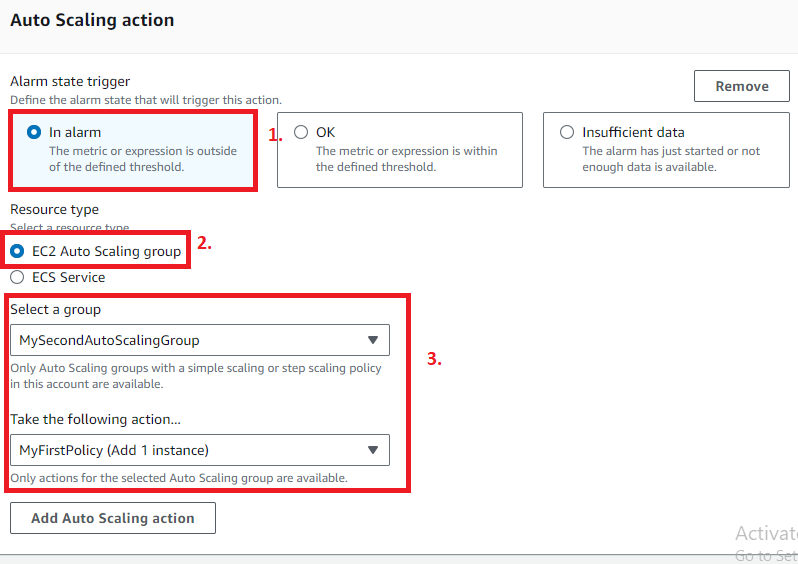 Auto Scaling action
Alarm state trigger
Define the alarm state that will trigger this action.
Remove
In alarm
The metric or expression is outside
of the defined threshold.
1.
OK
The metric or expression is within
the defined threshold.
Insufficient data
The alarm has just started or not
enough data is available.
Resource type
Select a resource type
EC2 Auto Scaling group
2.
ECS Service
Select a group
MySecondAutoScalingGroup
Only Auto Scaling groups with a simple scaling or step scaling policy
in this account are available.
3.
Take the following action...
MyFirstPolicy (Add 1 instance)
Only actions for the selected Auto Scaling group are available.
Add Auto Scaling action
Activate
Go to Set